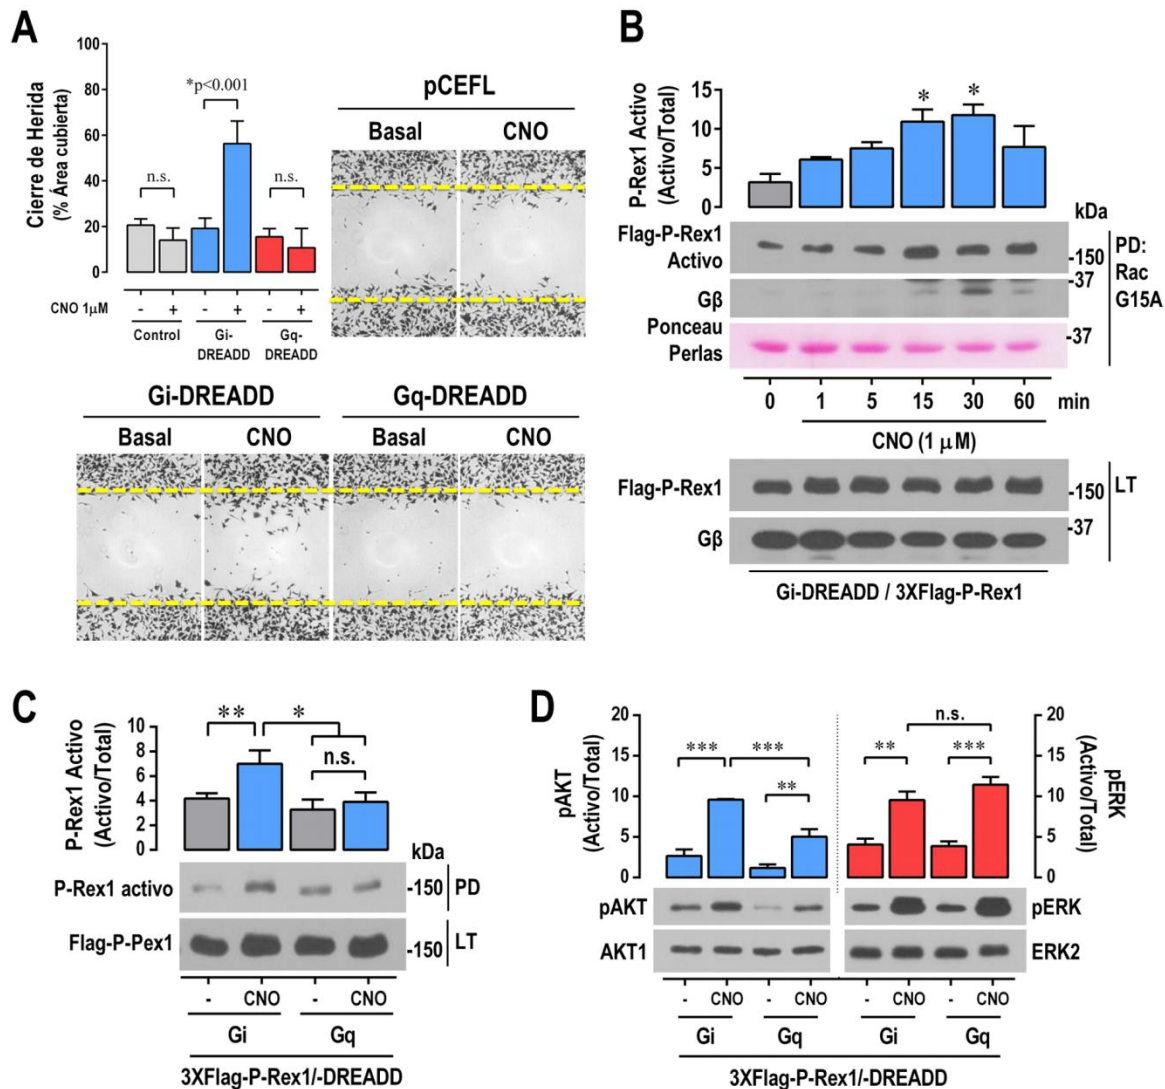 A
100
80
60
40
20
0
Cierre de Herida
(% Área cubierta)
*p<0.001
n.s.
n.s.
CNO 1μM - + - + - +
Control Gi-DREADD Gq-DREADD
pCEFL
Basal CNO
Gi-DREADD Gq-DREADD
Basal CNO Basal CNO
B
P-Rex1 Activo
(Activo/Total)
15
10
5
0
* *
kDa
Flag-P-Rex1
Activo
-150
-37
Gβ
PD:
Rac
G15A
Ponceau
Perlas
-37
0 1 5 15 30 60 min
CNO (1 μM)
Flag-P-Rex1
-150
LT
-37
Gβ
Gi-DREADD / 3XFlag-P-Rex1
C
P-Rex1 Activo
(Activo/Total)
10
8
6
4
2
0
** *
n.s.
kDa
P-Rex1 activo -150 PD
Flag-P-Pex1 -150 LT
- CNO - CNO
Gi Gq
3XFlag-P-Rex1/-DREADD
D
pAKT
(Activo/Total)
20
15
10
5
0
*** ***
**
n.s.
** ***
20
15
10
5
0
pERK
(Activo/Total)
pAKT pERK
AKT1 ERK2
- CNO - CNO - CNO - CNO
Gi Gq Gi Gq
3XFlag-P-Rex1/-DREADD